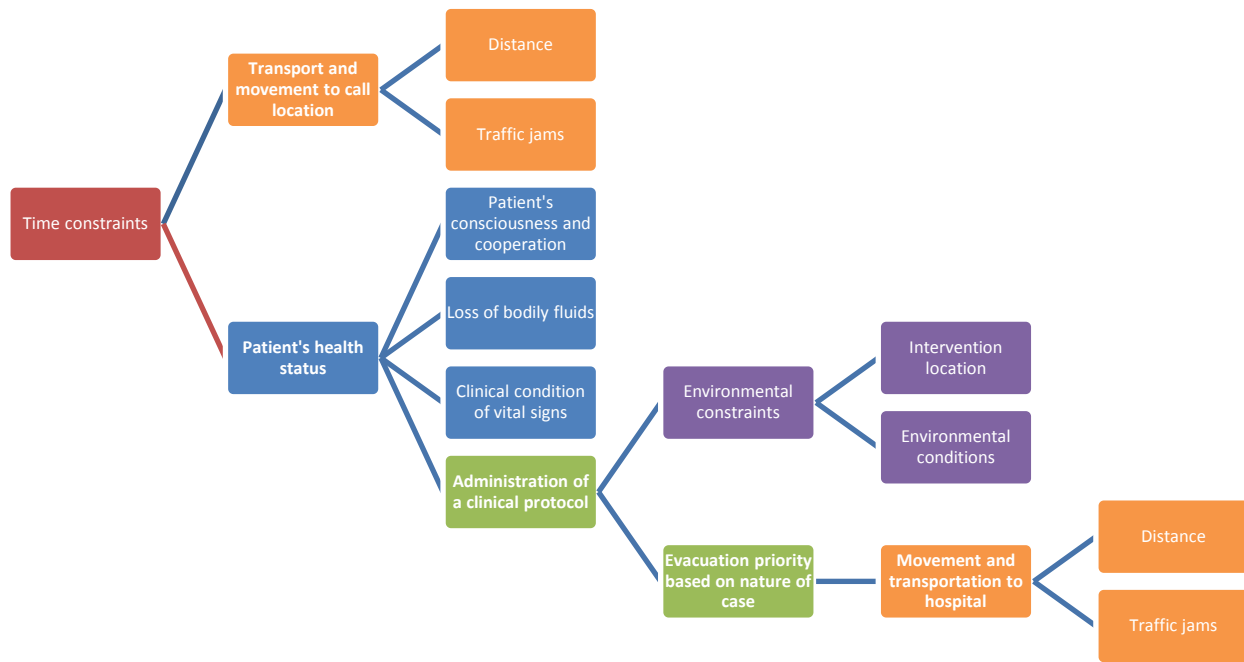 Time constraints
Transport and
movement to call
location
Distance
Traffic jams
Patient's health
status
Patient's
consciousness and
cooperation
Loss of bodily fluids
Clinical condition
of vital signs
Administration of
a clinical protocol
Environmental
constraints
Intervention
location
Environmental
conditions
Evacuation priority
based on nature of
case
Movement and
transportation to
hospital
Distance
Traffic jams